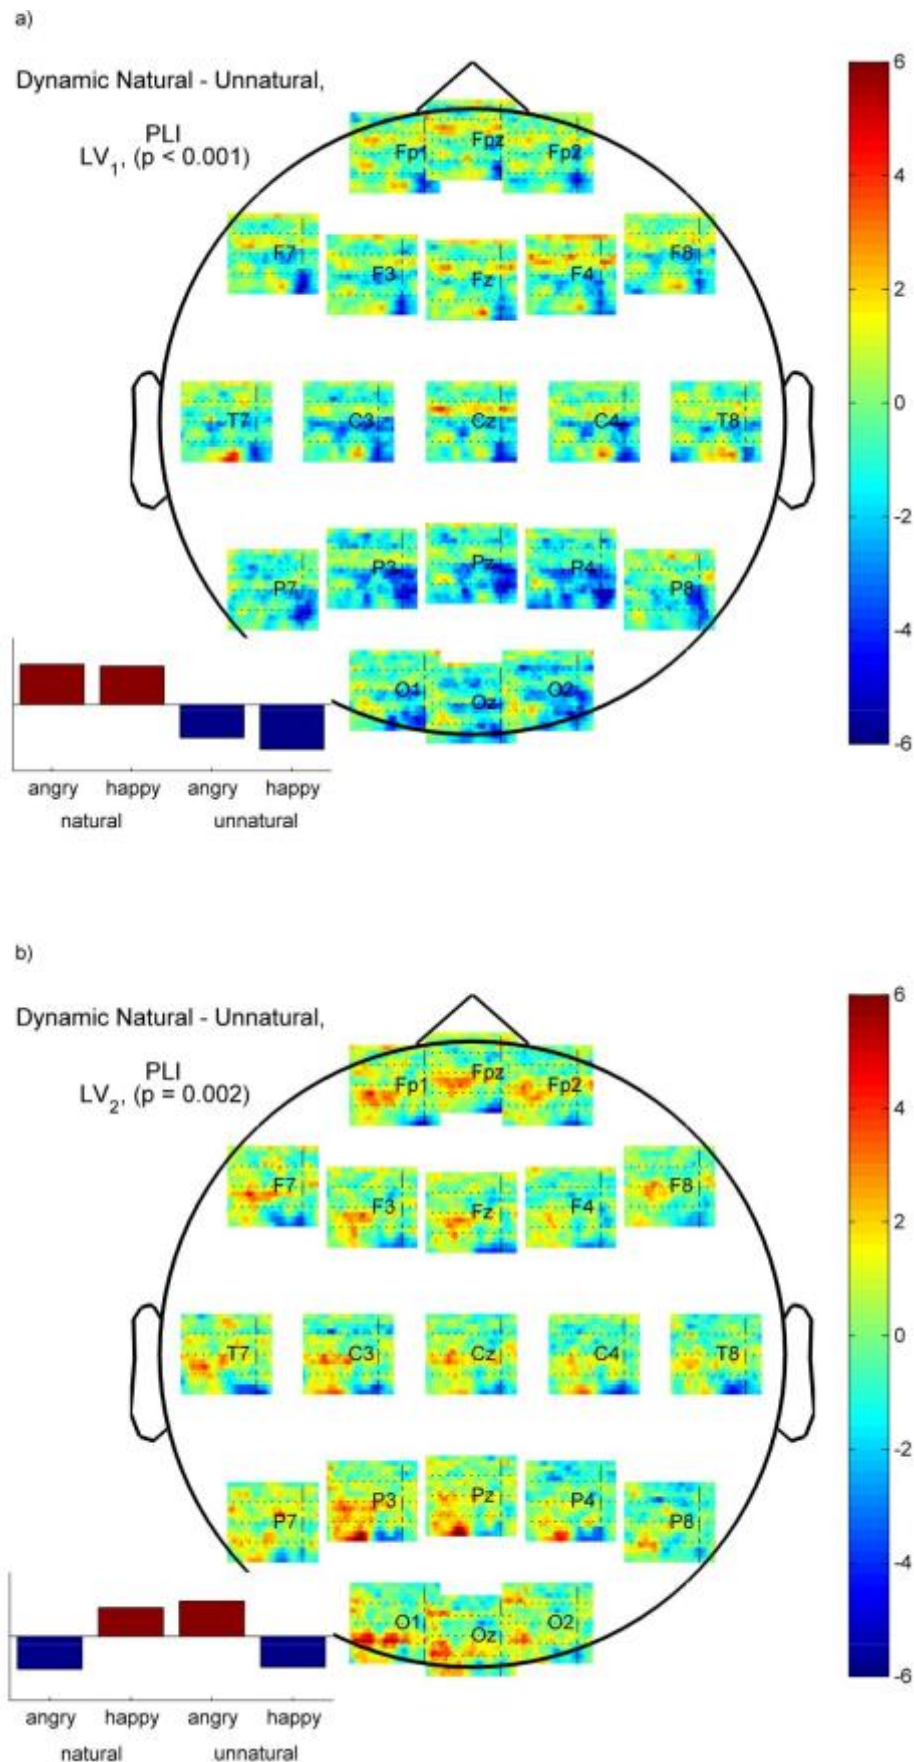 a)
Dynamic Natural - Unnatural,
PLI
LV1, (p < 0.001)
Fp1 Fpz Fp2
F7 F3 Fz F4 F8
T7 C3 Cz C4 T8
P7 P3 Pz P4 P8
O1 Oz O2
6
4
2
0
-2
-4
-6
angry happy angry happy
natural unnatural
b)
Dynamic Natural - Unnatural,
PLI
LV2, (p = 0.002)
Fp1 Fpz Fp2
F7 F3 Fz F4 F8
T7 C3 Cz C4 T8
P7 P3 Pz P4 P8
O1 Oz O2
6
4
2
0
-2
-4
-6
angry happy angry happy
natural unnatural